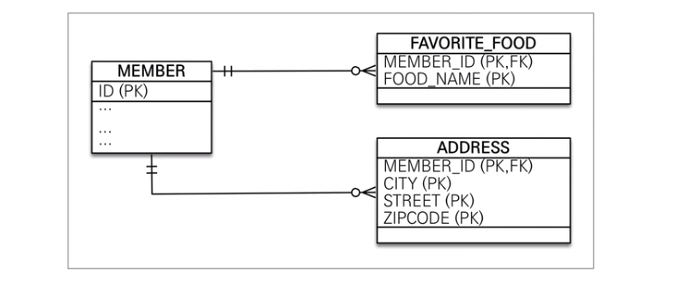 MEMBER
ID (PK)
...
...
...
FAVORITE_FOOD
MEMBER_ID (PK,FK)
FOOD_NAME (PK)
ADDRESS
MEMBER_ID (PK,FK)
CITY (PK)
STREET (PK)
ZIPCODE (PK)